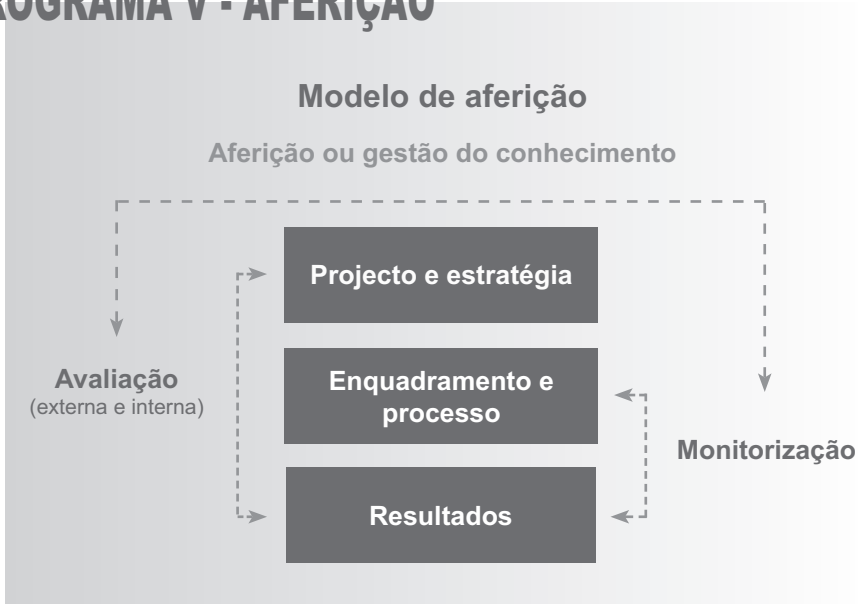 ROGRAMA V - AFERIÇÃO
Modelo de aferição
Aferição ou gestão do conhecimento
Projecto e estratégia
Avaliação
(externa e interna)
Enquadramento e
processo
Monitorização
Resultados